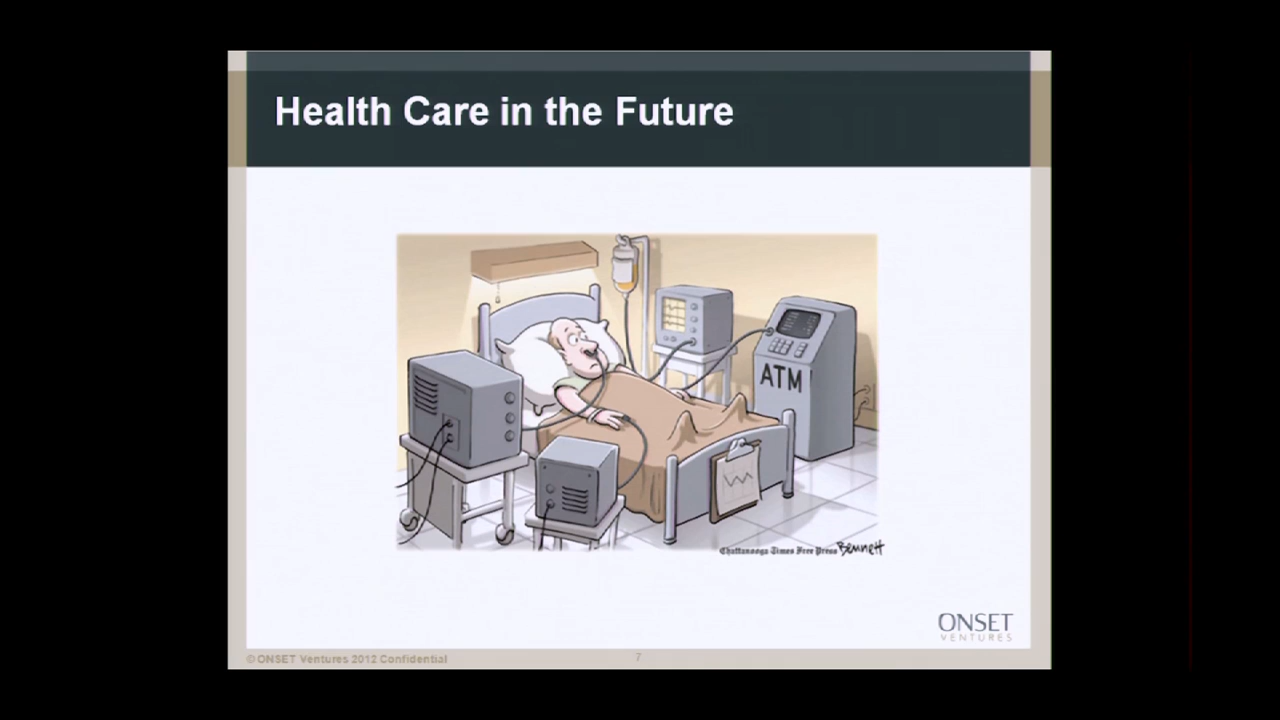 Health Care in the Future
ATM
Chattanooga Times Free Press Bennett
ONSET
VENTURES
© ONSET Ventures 2012 Confidential
7